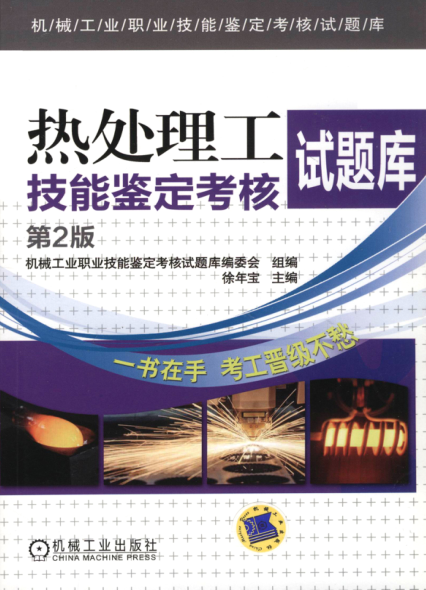 机/械/工/业/职/业/技/能/鉴/定/考/核/试/题/库
热处理工
试题库
技能鉴定考核
第2版
机械工业职业技能鉴定考核试题库编委会 组编
徐年宝 主编
一书在手 考工晋级不愁
机械工业出版社
CHINA MACHINE PRESS